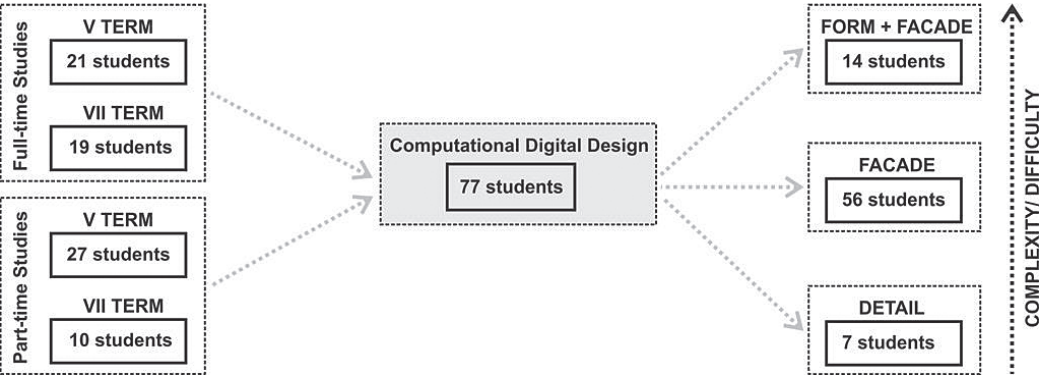 Full-time Studies
V TERM
21 students
VII TERM
19 students
Part-time Studies
V TERM
27 students
VII TERM
10 students
Computational Digital Design
77 students
FORM + FACADE
14 students
FACADE
56 students
DETAIL
7 students
COMPLEXITY/ DIFFICULTY